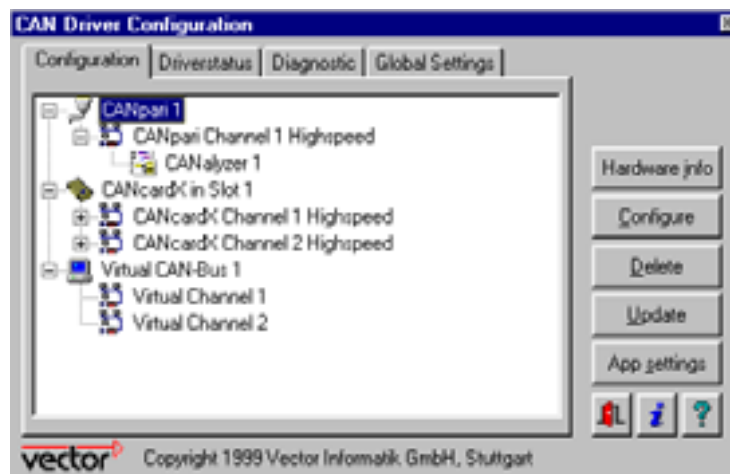 CAN Driver Configuration
Configuration Driverstatus Diagnostic Global Settings
CANpari 1
CANpari Channel 1 Highspeed
CANalyzer 1
CANcardX in Slot 1
CANcardX Channel 1 Highspeed
CANcardX Channel 2 Highspeed
Virtual CAN-Bus 1
Virtual Channel 1
Virtual Channel 2
Hardware info
Configure
Delete
Update
App settings
vector Copyright 1999 Vector Informatik GmbH, Stuttgart